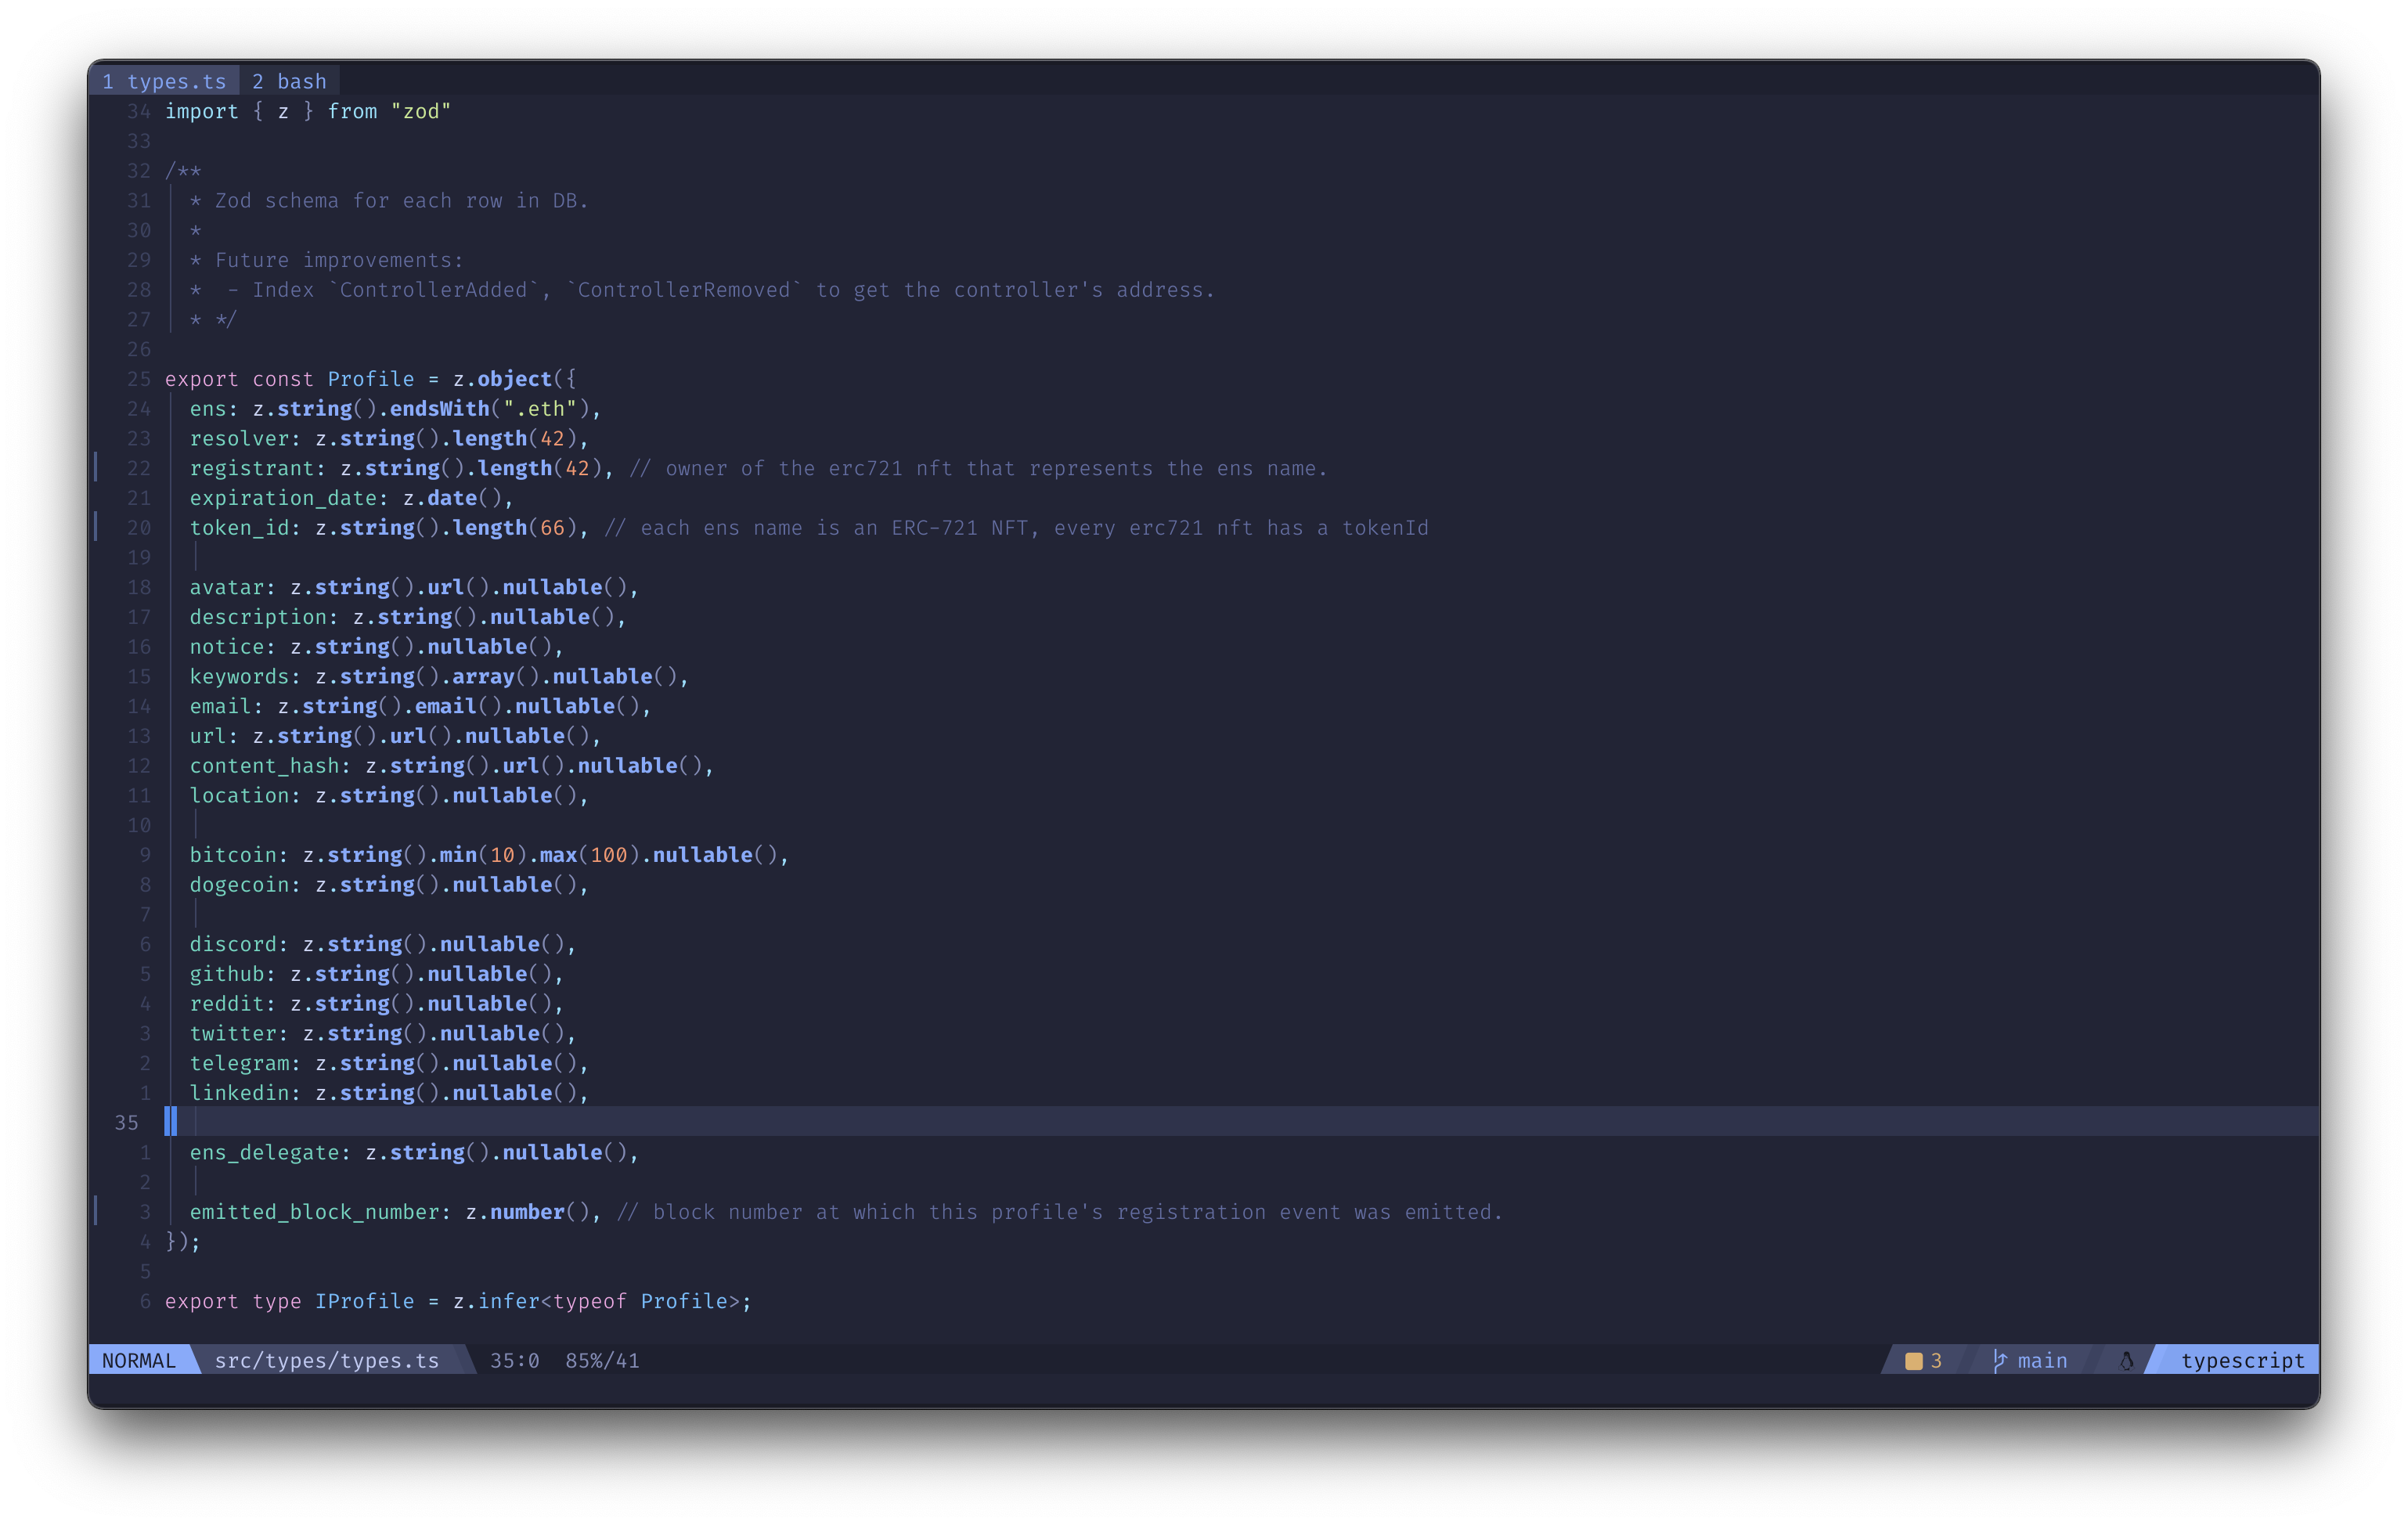 1 types.ts 2 bash
34 import { z } from "zod"
33
32 /**
31 * Zod schema for each row in DB.
30 *
29 * Future improvements:
28 *  - Index `ControllerAdded`, `ControllerRemoved` to get the controller's address.
27 * */
26
25 export const Profile = z.object({
24 ens: z.string().endsWith(".eth"),
23 resolver: z.string().length(42),
22 registrant: z.string().length(42), // owner of the erc721 nft that represents the ens name.
21 expiration_date: z.date(),
20 token_id: z.string().length(66), // each ens name is an ERC-721 NFT, every erc721 nft has a tokenId
19
18 avatar: z.string().url().nullable(),
17 description: z.string().nullable(),
16 notice: z.string().nullable(),
15 keywords: z.string().array().nullable(),
14 email: z.string().email().nullable(),
13 url: z.string().url().nullable(),
12 content_hash: z.string().url().nullable(),
11 location: z.string().nullable(),
10
9 bitcoin: z.string().min(10).max(100).nullable(),
8 dogecoin: z.string().nullable(),
7
6 discord: z.string().nullable(),
5 github: z.string().nullable(),
4 reddit: z.string().nullable(),
3 twitter: z.string().nullable(),
2 telegram: z.string().nullable(),
1 linkedin: z.string().nullable(),
35
1 ens_delegate: z.string().nullable(),
2
3 emitted_block_number: z.number(), // block number at which this profile's registration event was emitted.
4 });
5
6 export type IProfile = z.infer<typeof Profile>;
NORMAL src/types/types.ts 35:0 85%/41 3 main typescript